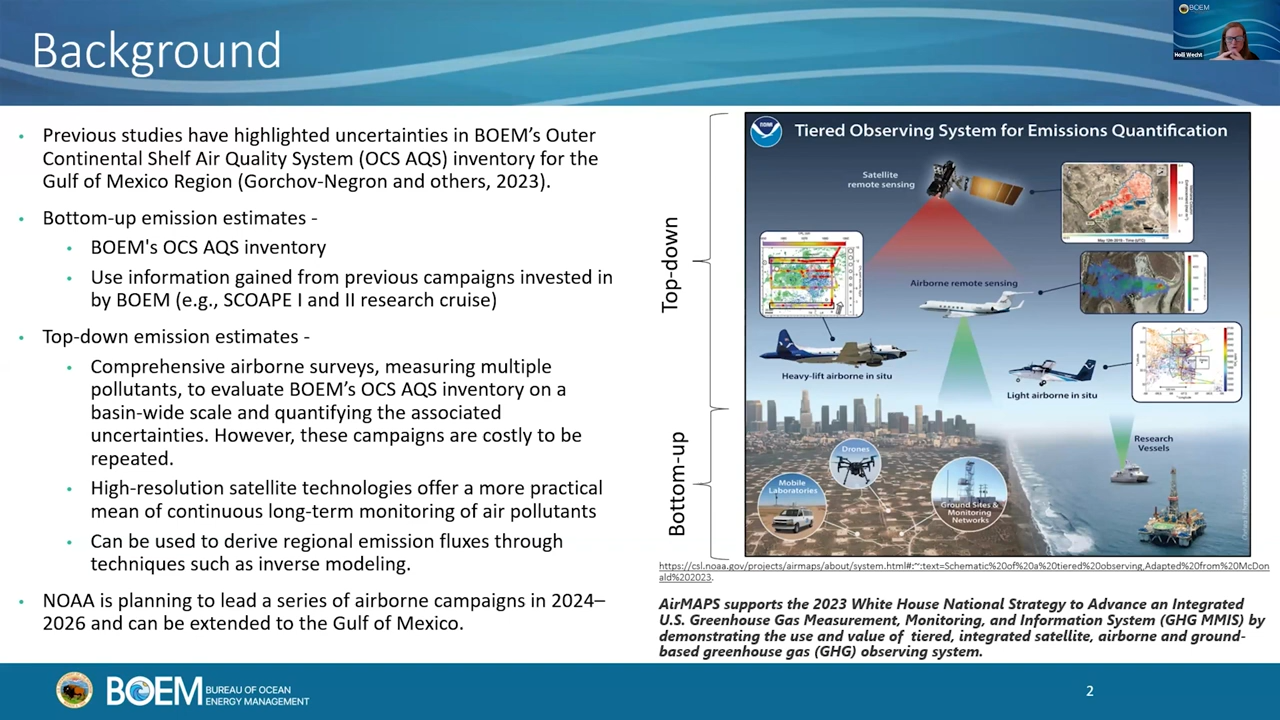 Background
BOEM
Holli Wecht
• Previous studies have highlighted uncertainties in BOEM’s Outer
Continental Shelf Air Quality System (OCS AQS) inventory for the
Gulf of Mexico Region (Gorchov-Negron and others, 2023).
• Bottom-up emission estimates -
• BOEM's OCS AQS inventory
• Use information gained from previous campaigns invested in
by BOEM (e.g., SCOAPE I and II research cruise)
• Top-down emission estimates -
• Comprehensive airborne surveys, measuring multiple
pollutants, to evaluate BOEM’s OCS AQS inventory on a
basin-wide scale and quantifying the associated
uncertainties. However, these campaigns are costly to be
repeated.
• High-resolution satellite technologies offer a more practical
mean of continuous long-term monitoring of air pollutants
• Can be used to derive regional emission fluxes through
techniques such as inverse modeling.
• NOAA is planning to lead a series of airborne campaigns in 2024–
2026 and can be extended to the Gulf of Mexico.
Top-down
Bottom-up
NOAA
Tiered Observing System for Emissions Quantification
Satellite
remote sensing
Airborne remote sensing
Heavy-lift airborne in situ
Light airborne in situ
Research
Vessels
Drones
Mobile
Laboratories
Ground Sites &
Monitoring
Networks
https://csl.noaa.gov/projects/airmaps/about/system.html#:~:text=Schematic%20of%20a%20tiered%20observing,Adapted%20from%20McDon
ald%202023.
AirMAPS supports the 2023 White House National Strategy to Advance an Integrated
U.S. Greenhouse Gas Measurement, Monitoring, and Information System (GHG MMIS) by
demonstrating the use and value of tiered, integrated satellite, airborne and ground-
based greenhouse gas (GHG) observing system.
BOEM
BUREAU OF OCEAN
ENERGY MANAGEMENT
2